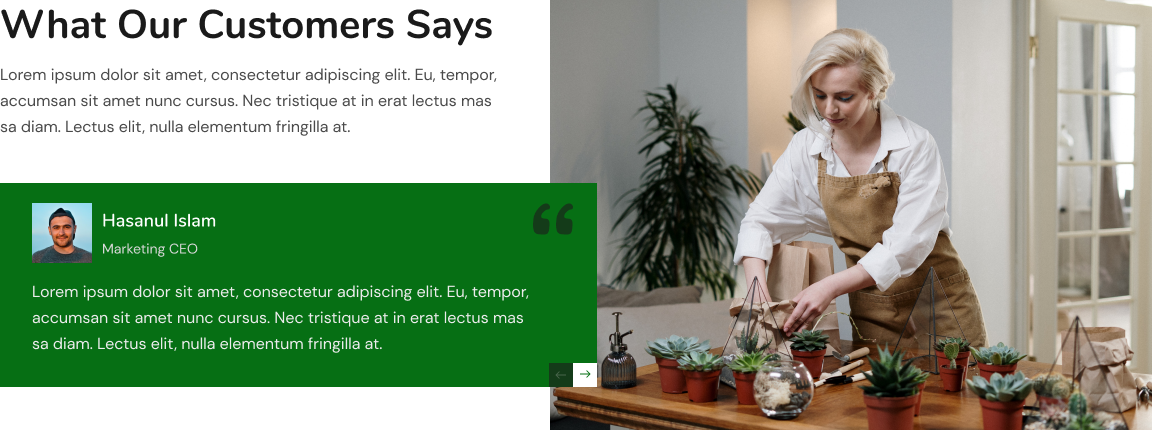 What Our Customers Says
Lorem ipsum dolor sit amet, consectetur adipiscing elit. Eu, tempor,
accumsan sit amet nunc cursus. Nec tristique at in erat lectus mas
sa diam. Lectus elit, nulla elementum fringilla at.
Hasanul Islam
Marketing CEO
Lorem ipsum dolor sit amet, consectetur adipiscing elit. Eu, tempor,
accumsan sit amet nunc cursus. Nec tristique at in erat lectus mas
sa diam. Lectus elit, nulla elementum fringilla at.